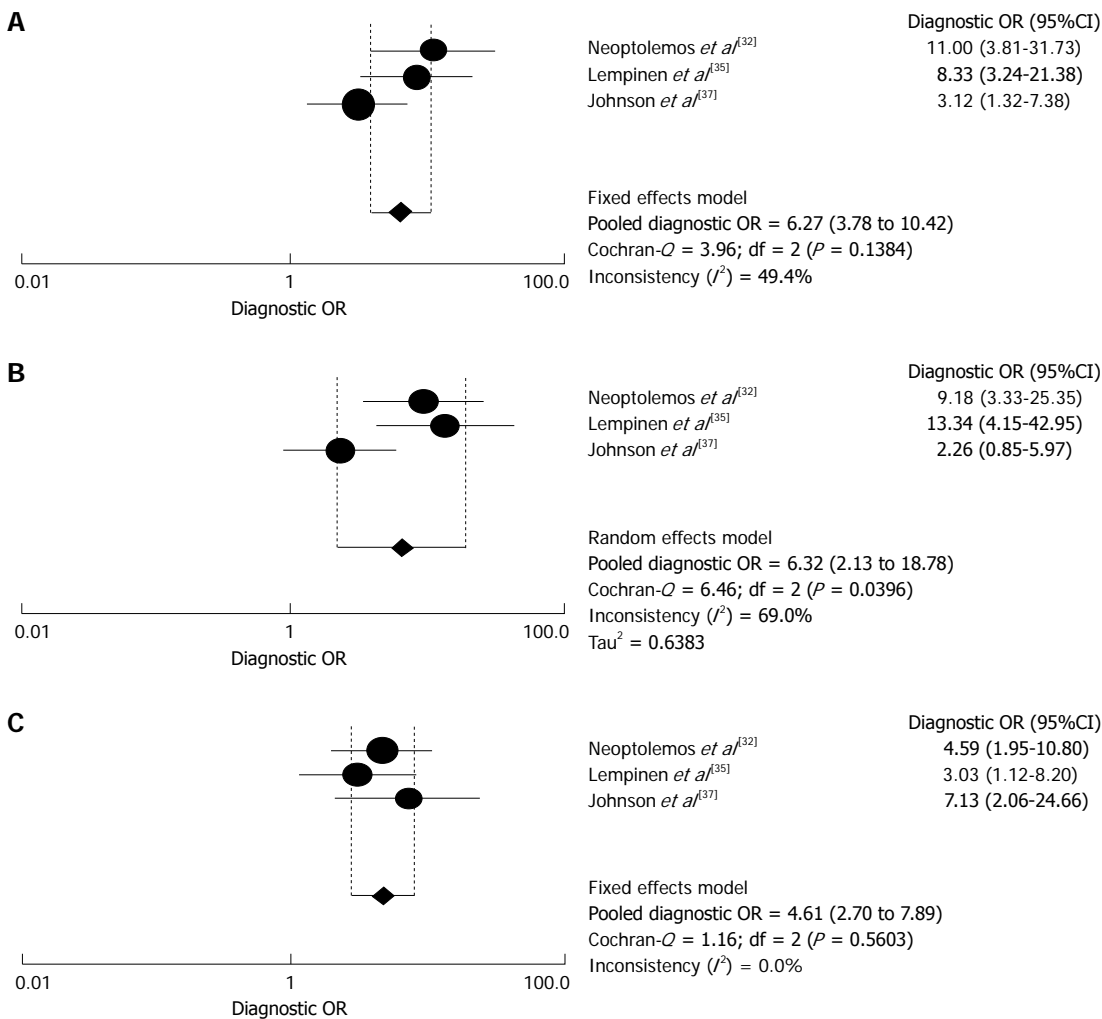 A
Diagnostic OR (95%CI)
Neoptolemos et al[32] 11.00 (3.81-31.73)
Lempinen et al[35] 8.33 (3.24-21.38)
Johnson et al[37] 3.12 (1.32-7.38)
Fixed effects model
Pooled diagnostic OR = 6.27 (3.78 to 10.42)
Cochran-Q = 3.96; df = 2 (P = 0.1384)
Inconsistency (I2) = 49.4%
0.01 1 100.0
Diagnostic OR
B
Diagnostic OR (95%CI)
Neoptolemos et al[32] 9.18 (3.33-25.35)
Lempinen et al[35] 13.34 (4.15-42.95)
Johnson et al[37] 2.26 (0.85-5.97)
Random effects model
Pooled diagnostic OR = 6.32 (2.13 to 18.78)
Cochran-Q = 6.46; df = 2 (P = 0.0396)
Inconsistency (I2) = 69.0%
Tau2 = 0.6383
0.01 1 100.0
Diagnostic OR
C
Diagnostic OR (95%CI)
Neoptolemos et al[32] 4.59 (1.95-10.80)
Lempinen et al[35] 3.03 (1.12-8.20)
Johnson et al[37] 7.13 (2.06-24.66)
Fixed effects model
Pooled diagnostic OR = 4.61 (2.70 to 7.89)
Cochran-Q = 1.16; df = 2 (P = 0.5603)
Inconsistency (I2) = 0.0%
0.01 1 100.0
Diagnostic OR